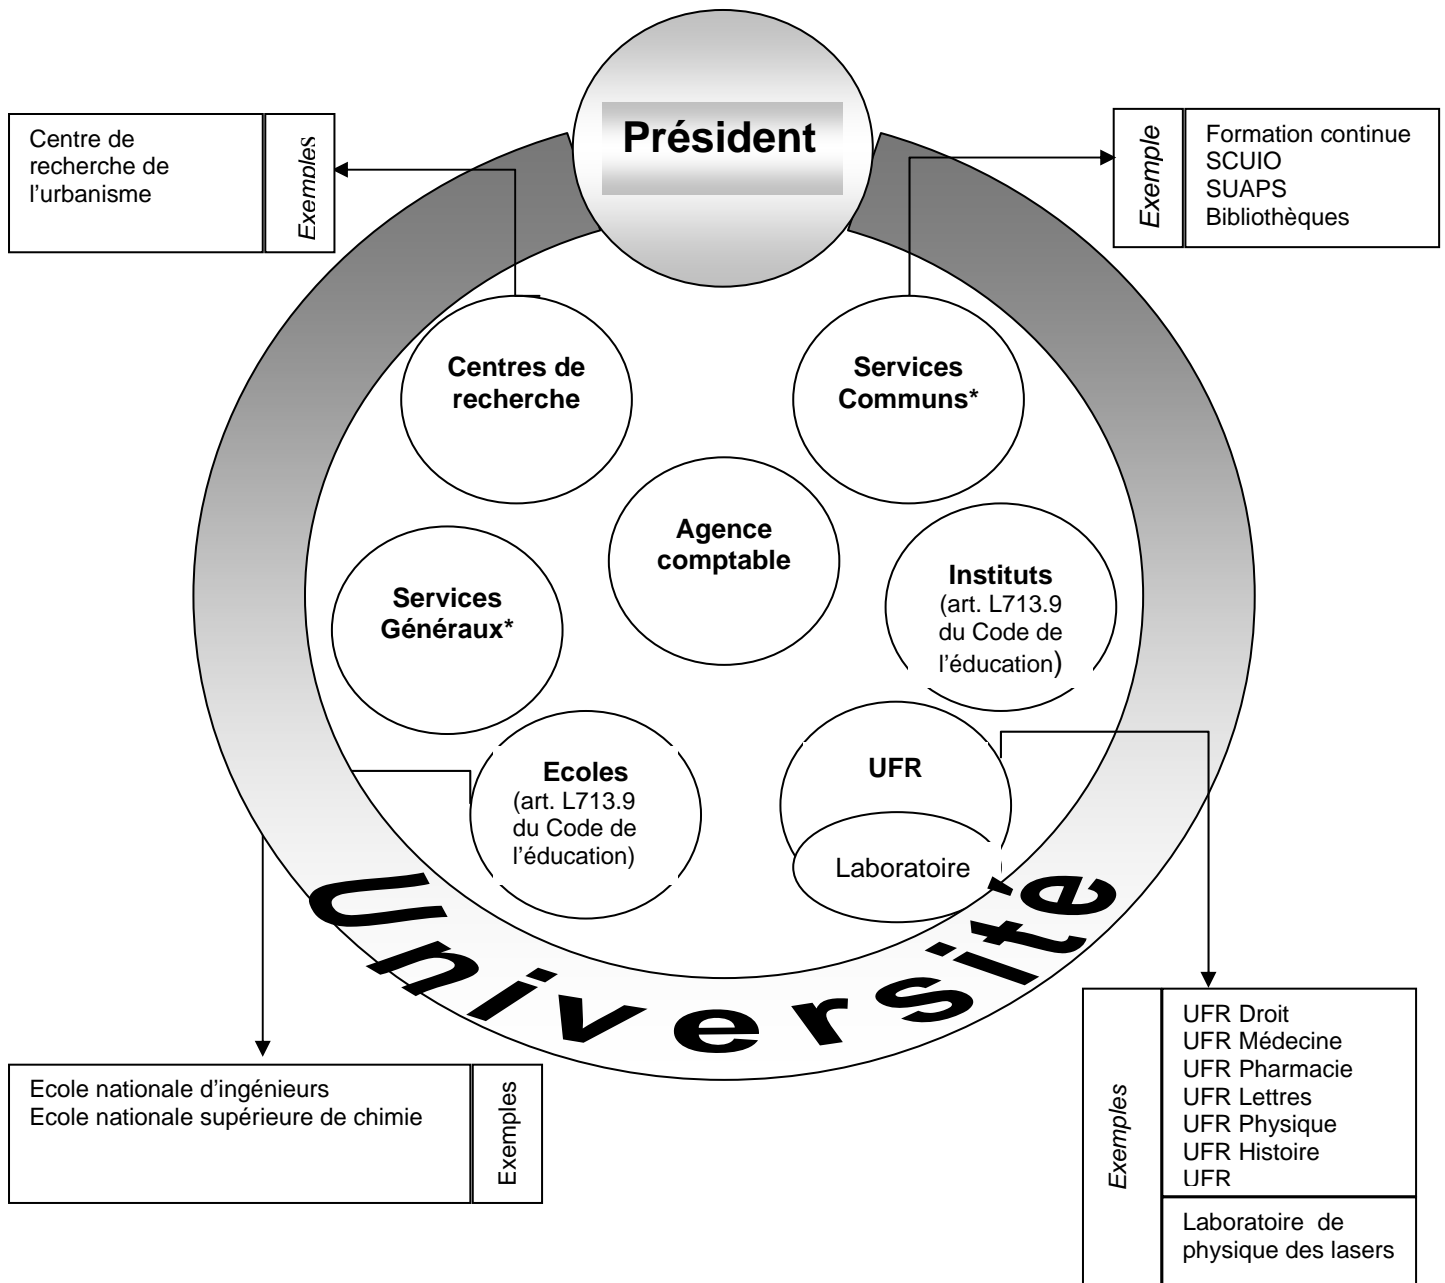 Président
Centre de
recherche de
l’urbanisme
Exemples
Exemple
Formation continue
SCUIO
SUAPS
Bibliothèques
Centres de
recherche
Services
Communs*
Agence
comptable
Services
Généraux*
Instituts
(art. L713.9
du Code de
l’éducation)
Ecoles
(art. L713.9
du Code de
l’éducation)
UFR
Laboratoire
Université
Ecole nationale d’ingénieurs
Ecole nationale supérieure de chimie
Exemples
Exemples
UFR Droit
UFR Médecine
UFR Pharmacie
UFR Lettres
UFR Physique
UFR Histoire
UFR
Laboratoire de
physique des lasers